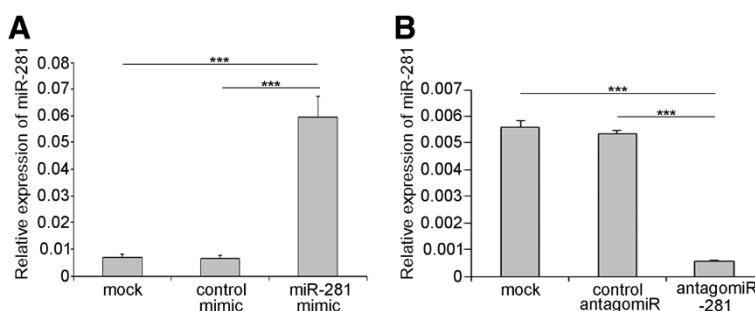 A
Relative expression of miR-281
0.08
0.07
0.06
0.05
0.04
0.03
0.02
0.01
0
***
***
mock
control
mimic
miR-281
mimic
B
Relative expression of miR-281
0.007
0.006
0.005
0.004
0.003
0.002
0.001
0
***
***
mock
control
antagomiR
antagomiR
-281